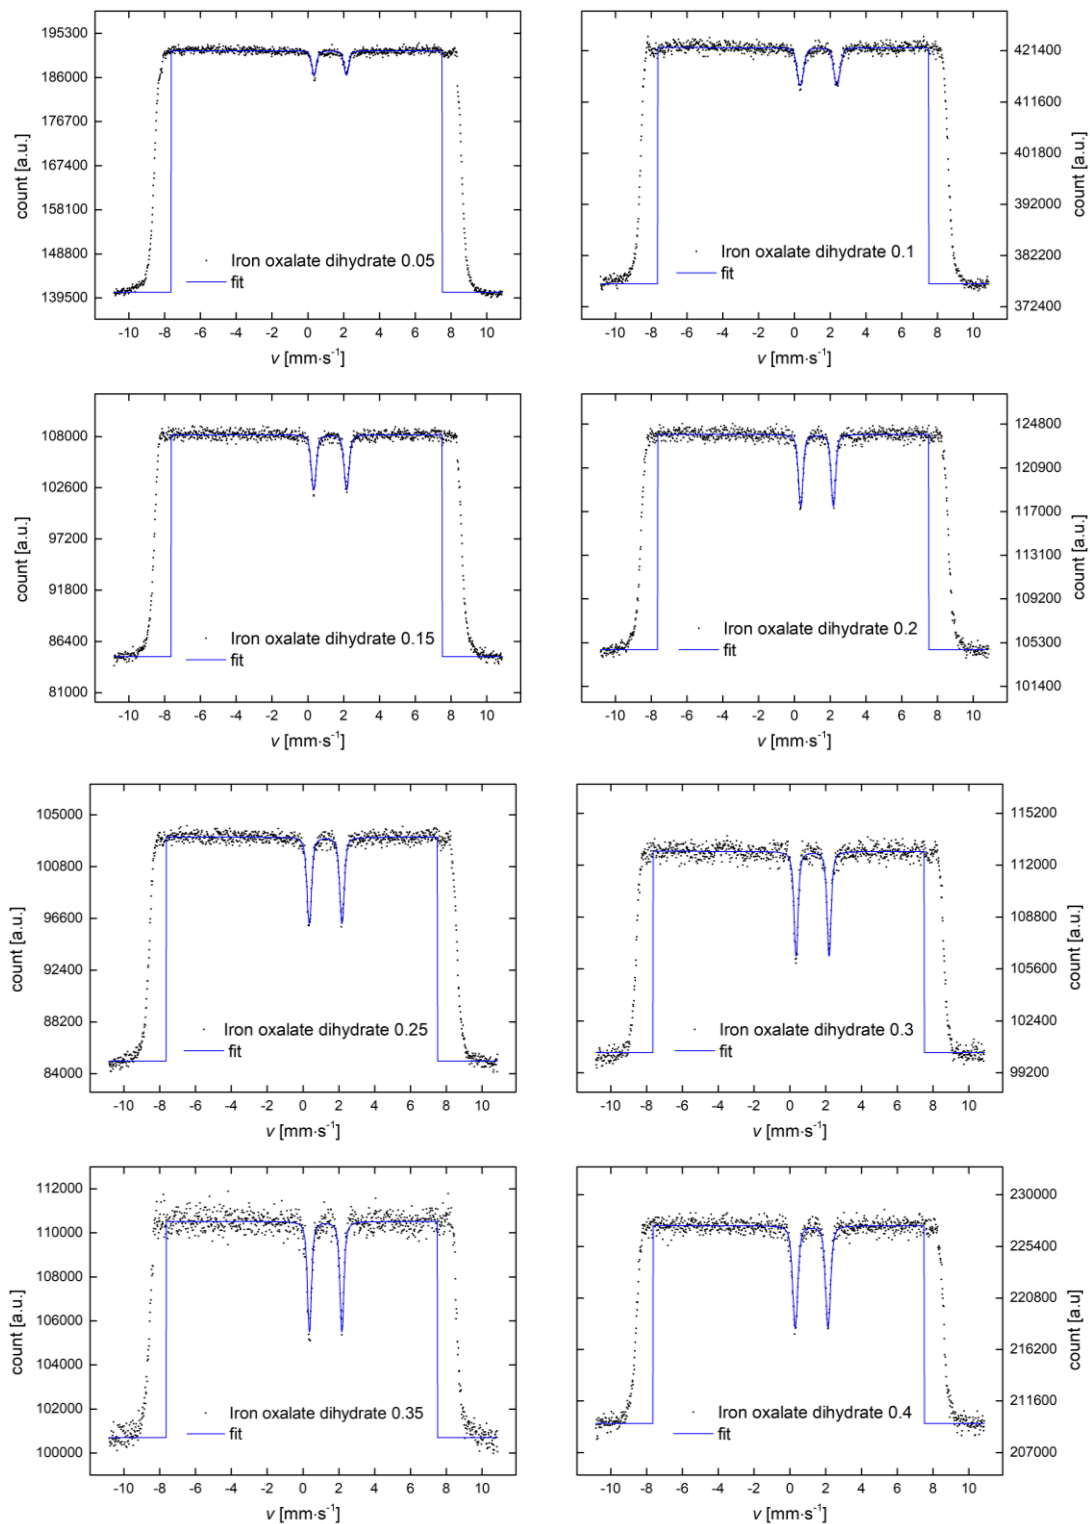 195300
186000
176700
167400
158100
148800
139500
count [a.u.]
Iron oxalate dihydrate 0.05
fit
-10 -8 -6 -4 -2 0 2 4 6 8 10
v [mm·s⁻¹]
421400
411600
401800
392000
382200
372400
count [a.u.]
Iron oxalate dihydrate 0.1
fit
-10 -8 -6 -4 -2 0 2 4 6 8 10
v [mm·s⁻¹]
108000
102600
97200
91800
86400
81000
count [a.u.]
Iron oxalate dihydrate 0.15
fit
-10 -8 -6 -4 -2 0 2 4 6 8 10
v [mm·s⁻¹]
124800
120900
117000
113100
109200
105300
101400
count [a.u.]
Iron oxalate dihydrate 0.2
fit
-10 -8 -6 -4 -2 0 2 4 6 8 10
v [mm·s⁻¹]
105000
100800
96600
92400
88200
84000
count [a.u.]
Iron oxalate dihydrate 0.25
fit
-10 -8 -6 -4 -2 0 2 4 6 8 10
v [mm·s⁻¹]
115200
112000
108800
105600
102400
99200
count [a.u.]
Iron oxalate dihydrate 0.3
fit
-10 -8 -6 -4 -2 0 2 4 6 8 10
v [mm·s⁻¹]
112000
110000
108000
106000
104000
102000
100000
count [a.u.]
Iron oxalate dihydrate 0.35
fit
-10 -8 -6 -4 -2 0 2 4 6 8 10
v [mm·s⁻¹]
230000
225400
220800
216200
211600
207000
count [a.u]
Iron oxalate dihydrate 0.4
fit
-10 -8 -6 -4 -2 0 2 4 6 8 10
v [mm·s⁻¹]